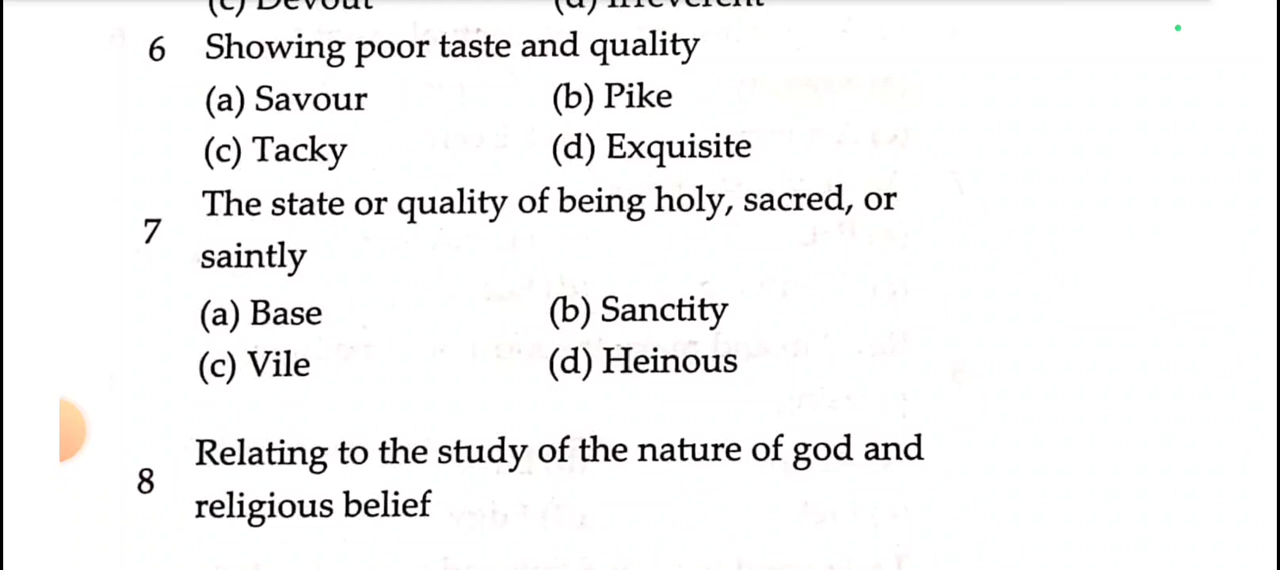 (c) Devout (d) Irreverent
6 Showing poor taste and quality
(a) Savour (b) Pike
(c) Tacky (d) Exquisite
The state or quality of being holy, sacred, or
7
saintly
(a) Base (b) Sanctity
(c) Vile (d) Heinous
Relating to the study of the nature of god and
8
religious belief